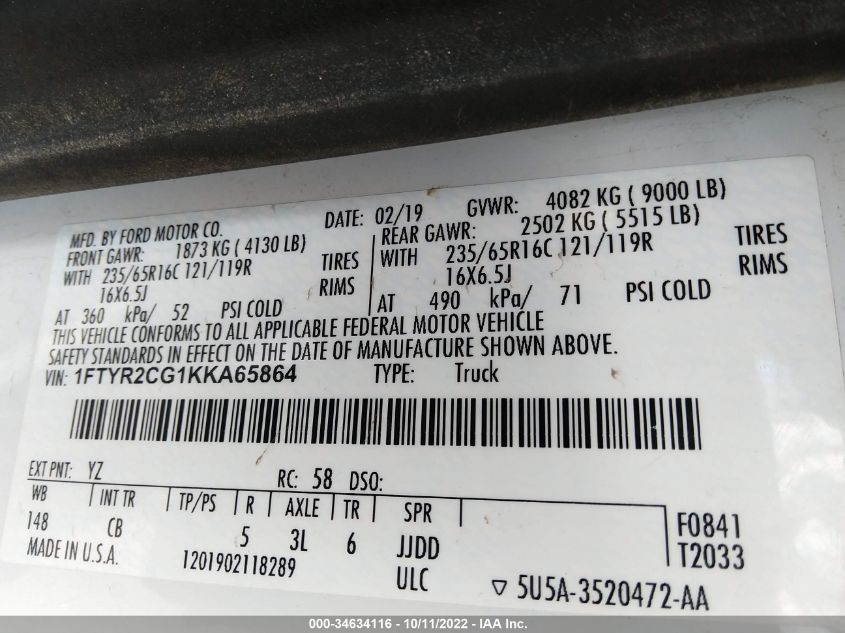 MFD. BY FORD MOTOR CO. DATE: 02/19 GVWR: 4082 KG ( 9000 LB)
FRONT GAWR: 1873 KG ( 4130 LB) REAR GAWR: 2502 KG ( 5515 LB)
WITH 235/65R16C 121/119R TIRES WITH 235/65R16C 121/119R TIRES
16X6.5J RIMS 16X6.5J RIMS
AT 360 kPa/ 52 PSI COLD AT 490 kPa/ 71 PSI COLD
THIS VEHICLE CONFORMS TO ALL APPLICABLE FEDERAL MOTOR VEHICLE
SAFETY STANDARDS IN EFFECT ON THE DATE OF MANUFACTURE SHOWN ABOVE.
VIN: 1FTYR2CG1KKA65864 TYPE: Truck
EXT PNT: YZ RC: 58 DSO:
WB INT TR TP/PS R AXLE TR SPR F0841
148 CB 5 3L 6 JJDD T2033
MADE IN U.S.A. 1201902118289 ULC ▽ 5U5A-3520472-AA
000-34634116 - 10/11/2022 - IAA Inc.